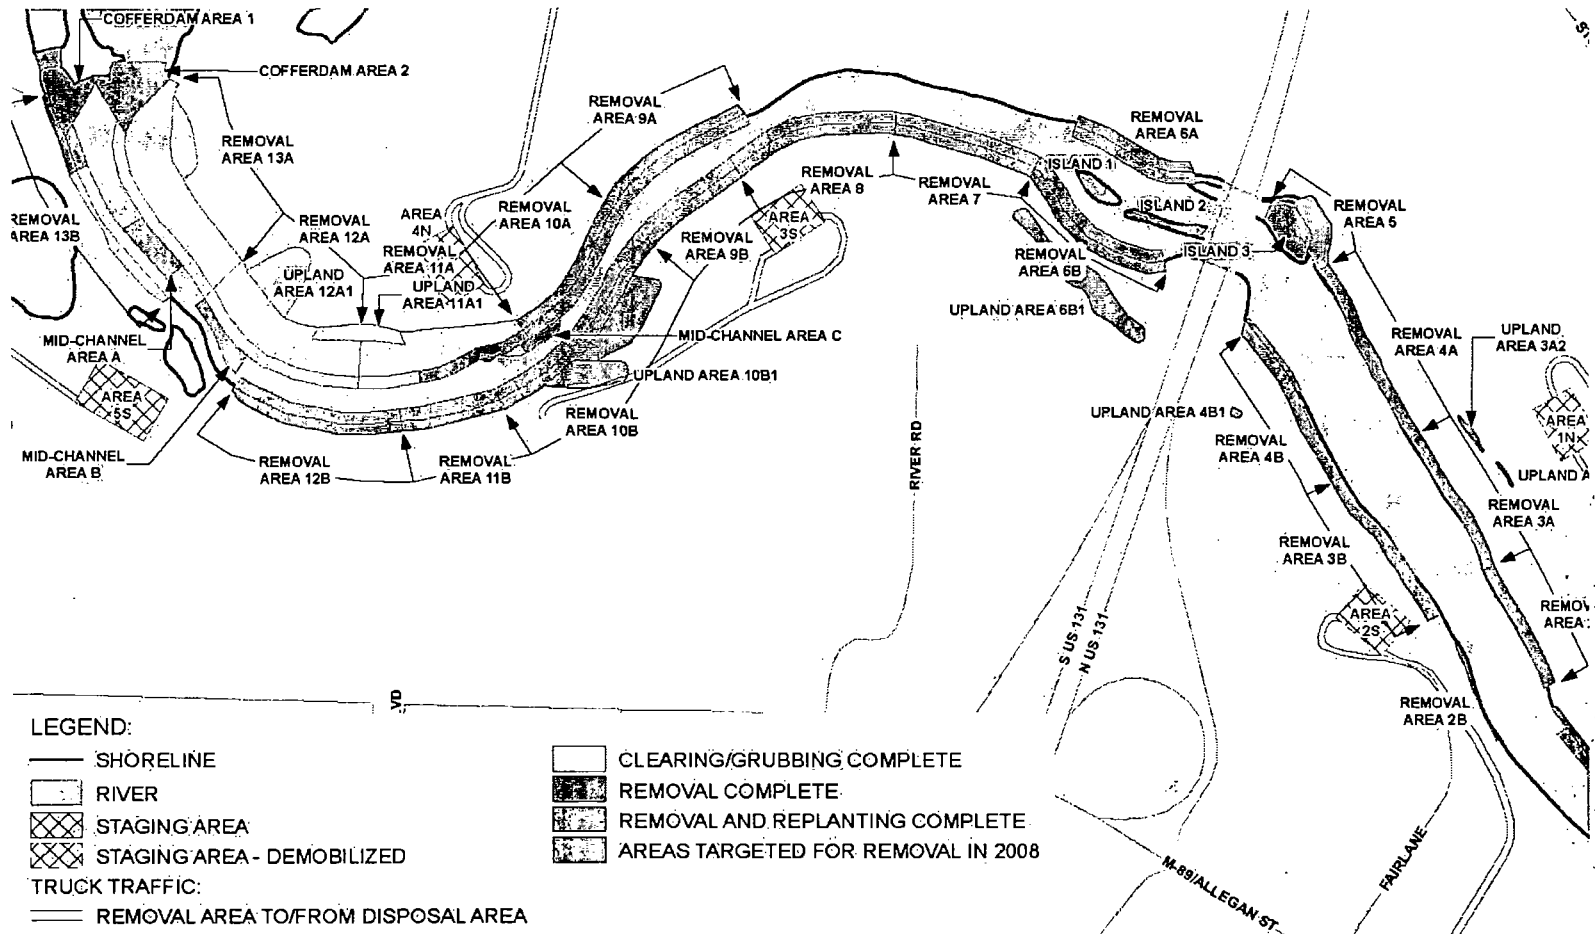 COFFERDAM AREA 1
COFFERDAM AREA 2
REMOVAL
AREA 13A
REMOVAL
AREA 13B
REMOVAL
AREA 12A
UPLAND
AREA 12A1
AREA
4N
REMOVAL
AREA 11A
UPLAND
AREA 11A1
REMOVAL
AREA 10A
REMOVAL
AREA 9A
REMOVAL
AREA 9B
AREA
3S
REMOVAL
AREA 8
REMOVAL
AREA 7
ISLAND 1
REMOVAL
AREA 6A
ISLAND 2
ISLAND 3
REMOVAL
AREA 5
REMOVAL
AREA 6B
UPLAND AREA 6B1
MID-CHANNEL
AREA A
AREA
5S
MID-CHANNEL
AREA B
REMOVAL
AREA 12B
REMOVAL
AREA 11B
REMOVAL
AREA 10B
UPLAND AREA 10B1
MID-CHANNEL AREA C
RIVER RD
UPLAND AREA 4B1
REMOVAL
AREA 4B
REMOVAL
AREA 4A
UPLAND
AREA 3A2
AREA
1N
UPLAND A
REMOVAL
AREA 3A
REMOVAL
AREA 3B
AREA
2S
REMOV
AREA
REMOVAL
AREA 2B
S US 131
N US 131
M-89/ALLEGAN ST
FAIRLANE
VD
LEGEND:
SHORELINE
RIVER
STAGING AREA
STAGING AREA - DEMOBILIZED
TRUCK TRAFFIC:
REMOVAL AREA TO/FROM DISPOSAL AREA
CLEARING/GRUBBING COMPLETE
REMOVAL COMPLETE
REMOVAL AND REPLANTING COMPLETE
AREAS TARGETED FOR REMOVAL IN 2008